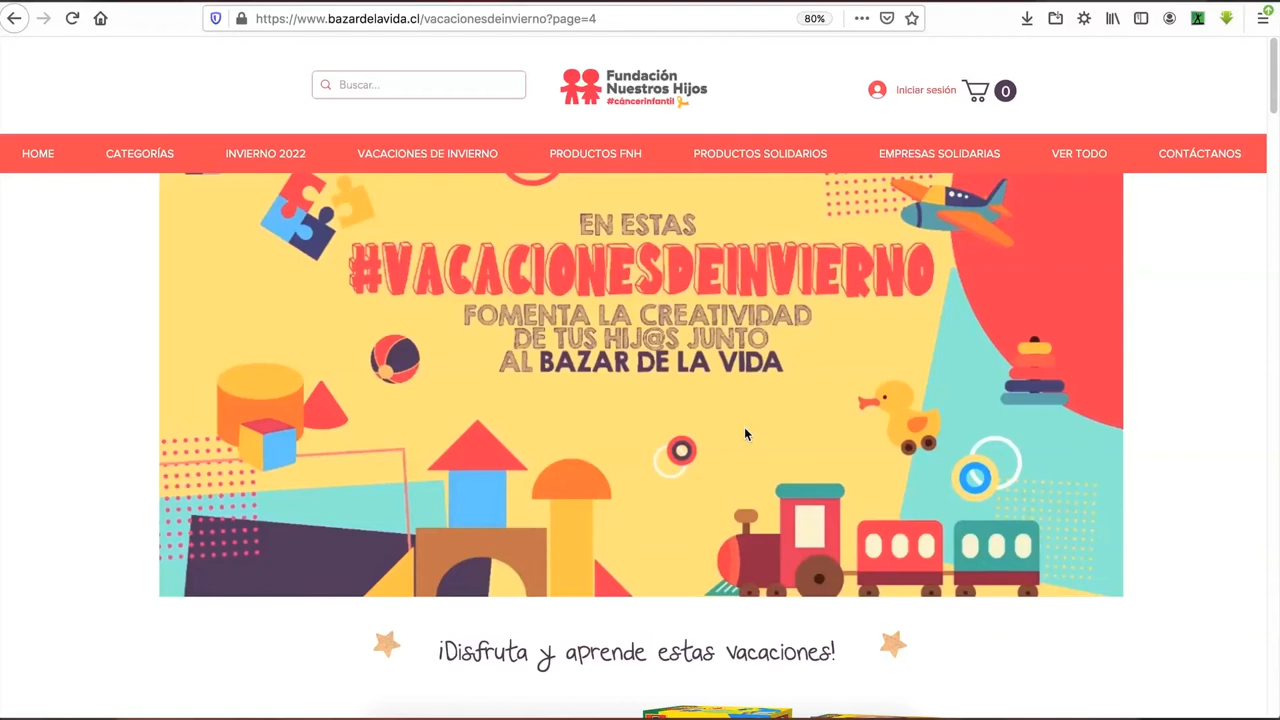 https://www.bazardelavida.cl/vacacionesdeinvierno?page=4
80%
Buscar...
Fundación
Nuestros Hijos
#cáncerinfantil
Iniciar sesión
0
HOME
CATEGORÍAS
INVIERNO 2022
VACACIONES DE INVIERNO
PRODUCTOS FNH
PRODUCTOS SOLIDARIOS
EMPRESAS SOLIDARIAS
VER TODO
CONTÁCTANOS
EN ESTAS
#VACACIONESDEINVIERNO
FOMENTA LA CREATIVIDAD
DE TUS HIJ@S JUNTO
AL BAZAR DE LA VIDA
¡Disfruta y aprende estas vacaciones!